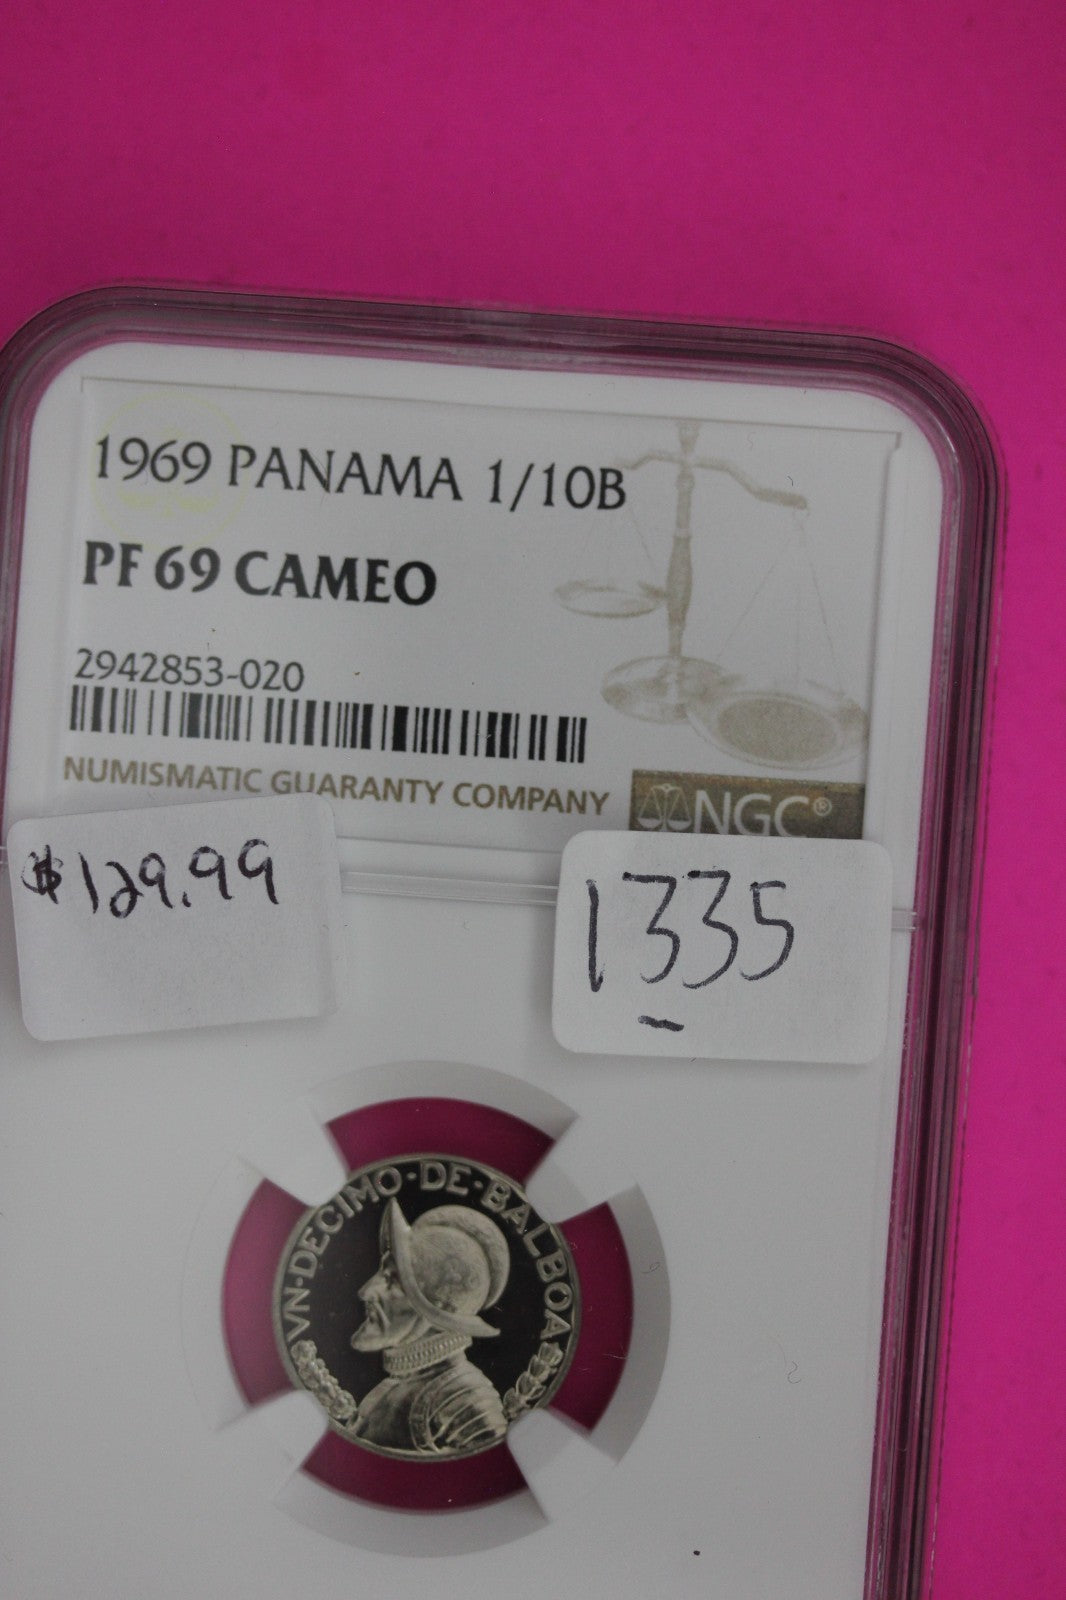 1969 PANAMA 1/10B
PF 69 CAMEO
2942853-020
NUMISMATIC GUARANTY COMPANY
NGC®
$129.99
1335
VN·DECIMO·DE·BALBOA